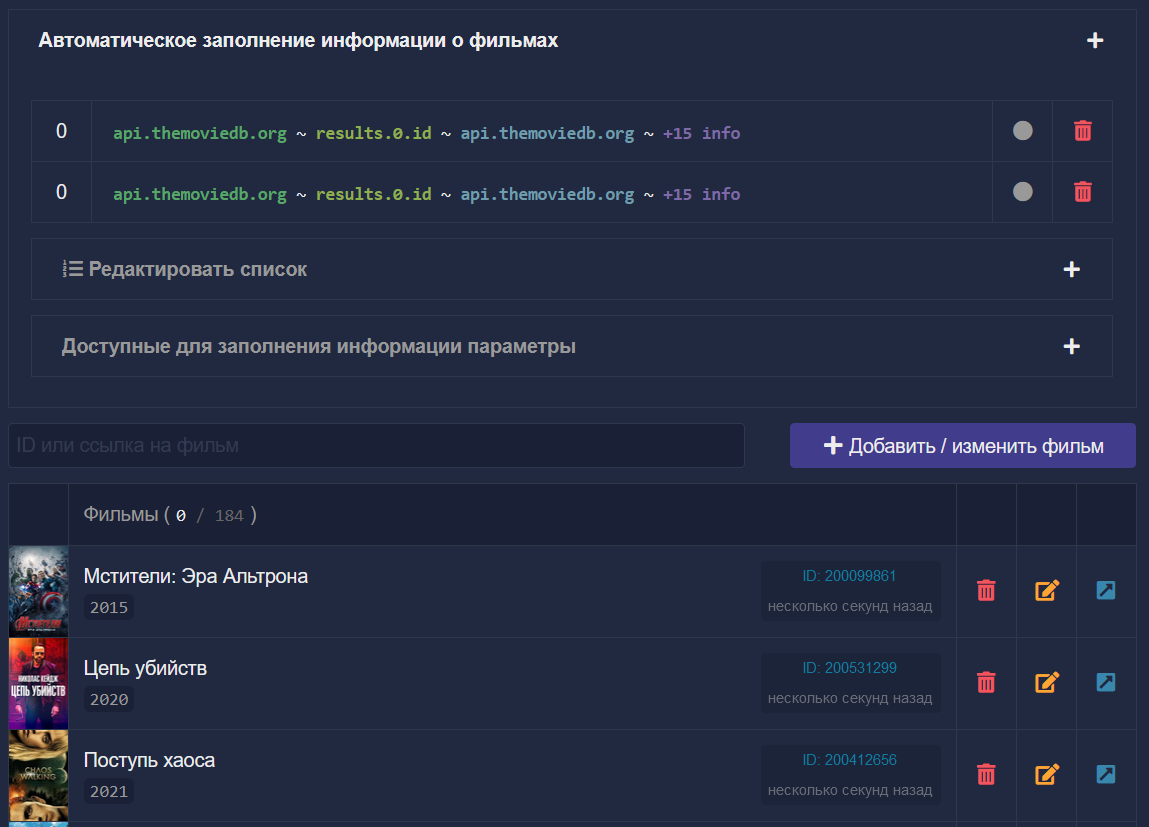 Автоматическое заполнение информации о фильмах
0 api.themoviedb.org ~ results.0.id ~ api.themoviedb.org ~ +15 info
0 api.themoviedb.org ~ results.0.id ~ api.themoviedb.org ~ +15 info
Редактировать список
Доступные для заполнения информации параметры
ID или ссылка на фильм
Добавить / изменить фильм
Фильмы ( 0 / 184 )
Мстители: Эра Альтрона
2015
ID: 200099861
несколько секунд назад
НИКОЛАС КЕЙДЖ
ЦЕПЬ УБИЙСТВ
Цепь убийств
2020
ID: 200531299
несколько секунд назад
CHAOS
WALKING
Поступь хаоса
2021
ID: 200412656
несколько секунд назад